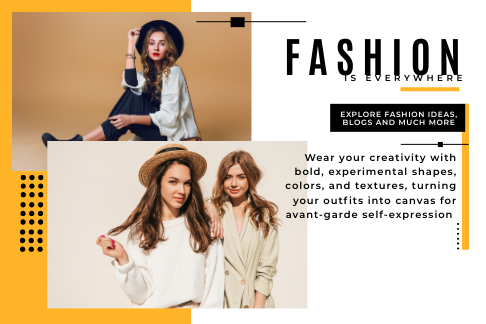 FASHION
IS EVERYWHERE
EXPLORE FASHION IDEAS,
BLOGS AND MUCH MORE
Wear your creativity with
bold, experimental shapes,
colors, and textures, turning
your outfits into canvas for
avant-garde self-expression